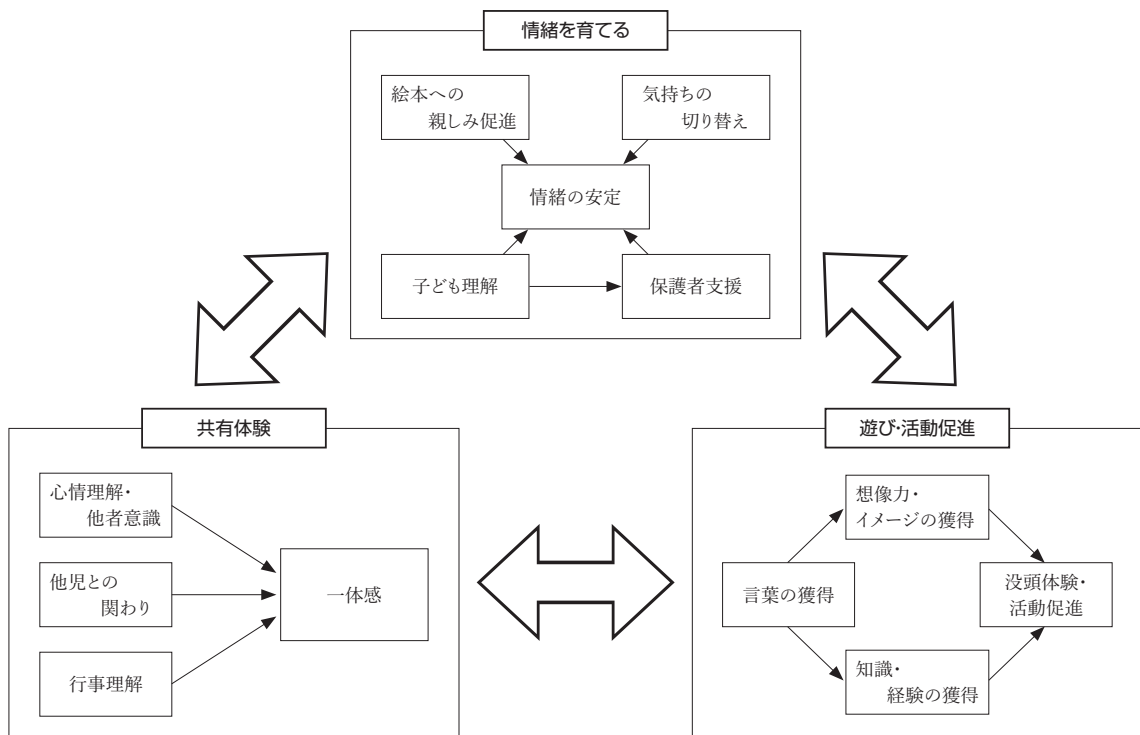 情緒を育てる
絵本への
親しみ促進
気持ちの
切り替え
情緒の安定
子ども理解
保護者支援
共有体験
心情理解・
他者意識
他児との
関わり
行事理解
一体感
遊び・活動促進
想像力・
イメージの獲得
言葉の獲得
没頭体験・
活動促進
知識・
経験の獲得